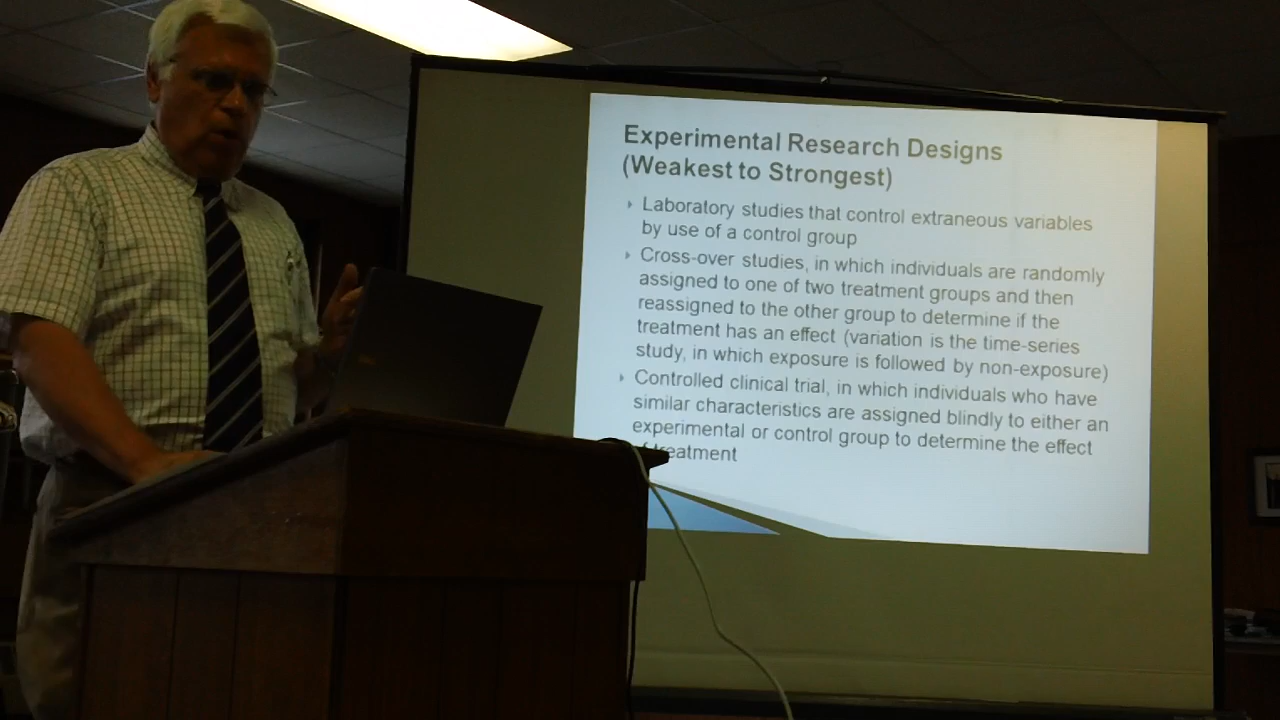 Experimental Research Designs
(Weakest to Strongest)
Laboratory studies that control extraneous variables
by use of a control group
Cross-over studies, in which individuals are randomly
assigned to one of two treatment groups and then
reassigned to the other group to determine if the
treatment has an effect (variation is the time-series
study, in which exposure is followed by non-exposure)
Controlled clinical trial, in which individuals who have
similar characteristics are assigned blindly to either an
experimental or control group to determine the effect
of treatment